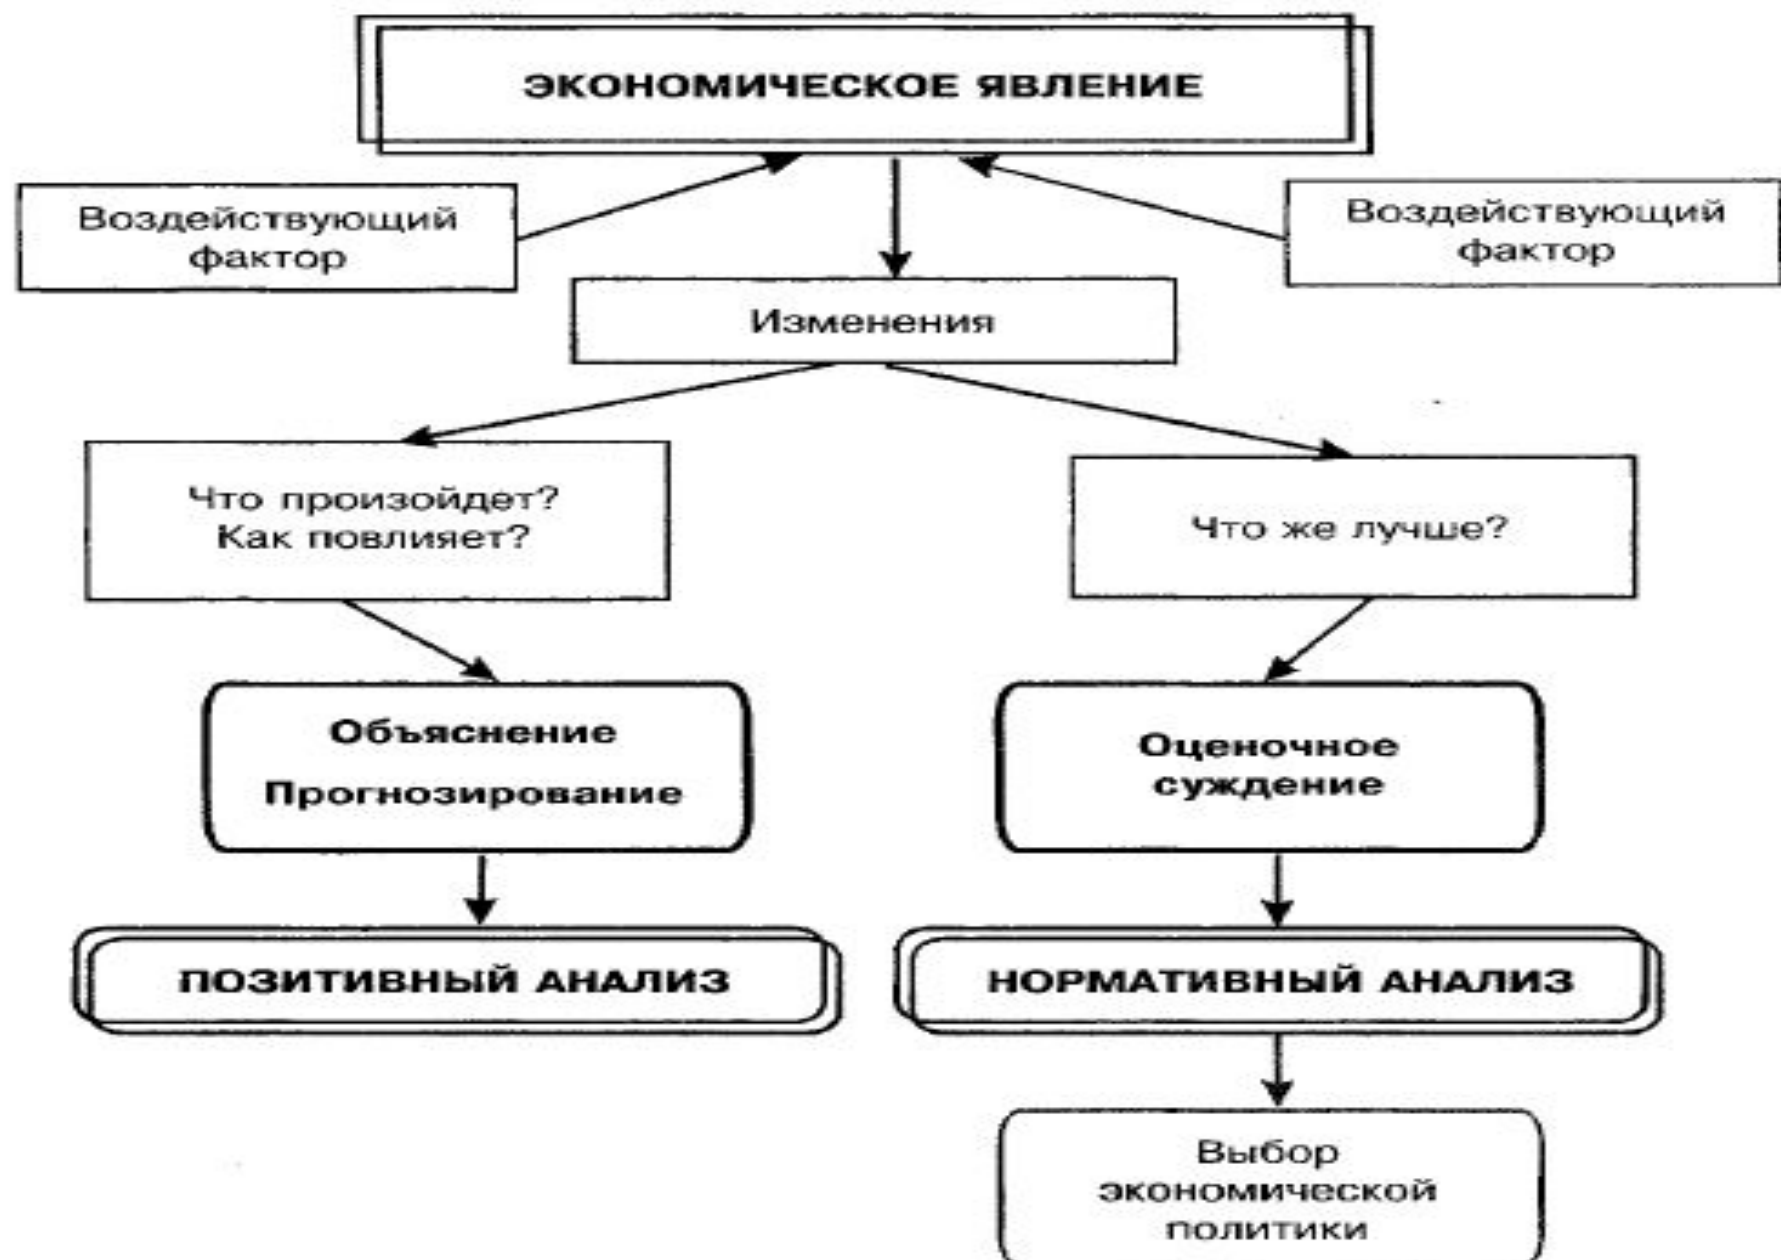 ЭКОНОМИЧЕСКОЕ ЯВЛЕНИЕ
Воздействующий
фактор
Воздействующий
фактор
Изменения
Что произойдет?
Как повлияет?
Что же лучше?
Объяснение
Прогнозирование
Оценочное
суждение
ПОЗИТИВНЫЙ АНАЛИЗ
НОРМАТИВНЫЙ АНАЛИЗ
Выбор
экономической
политики